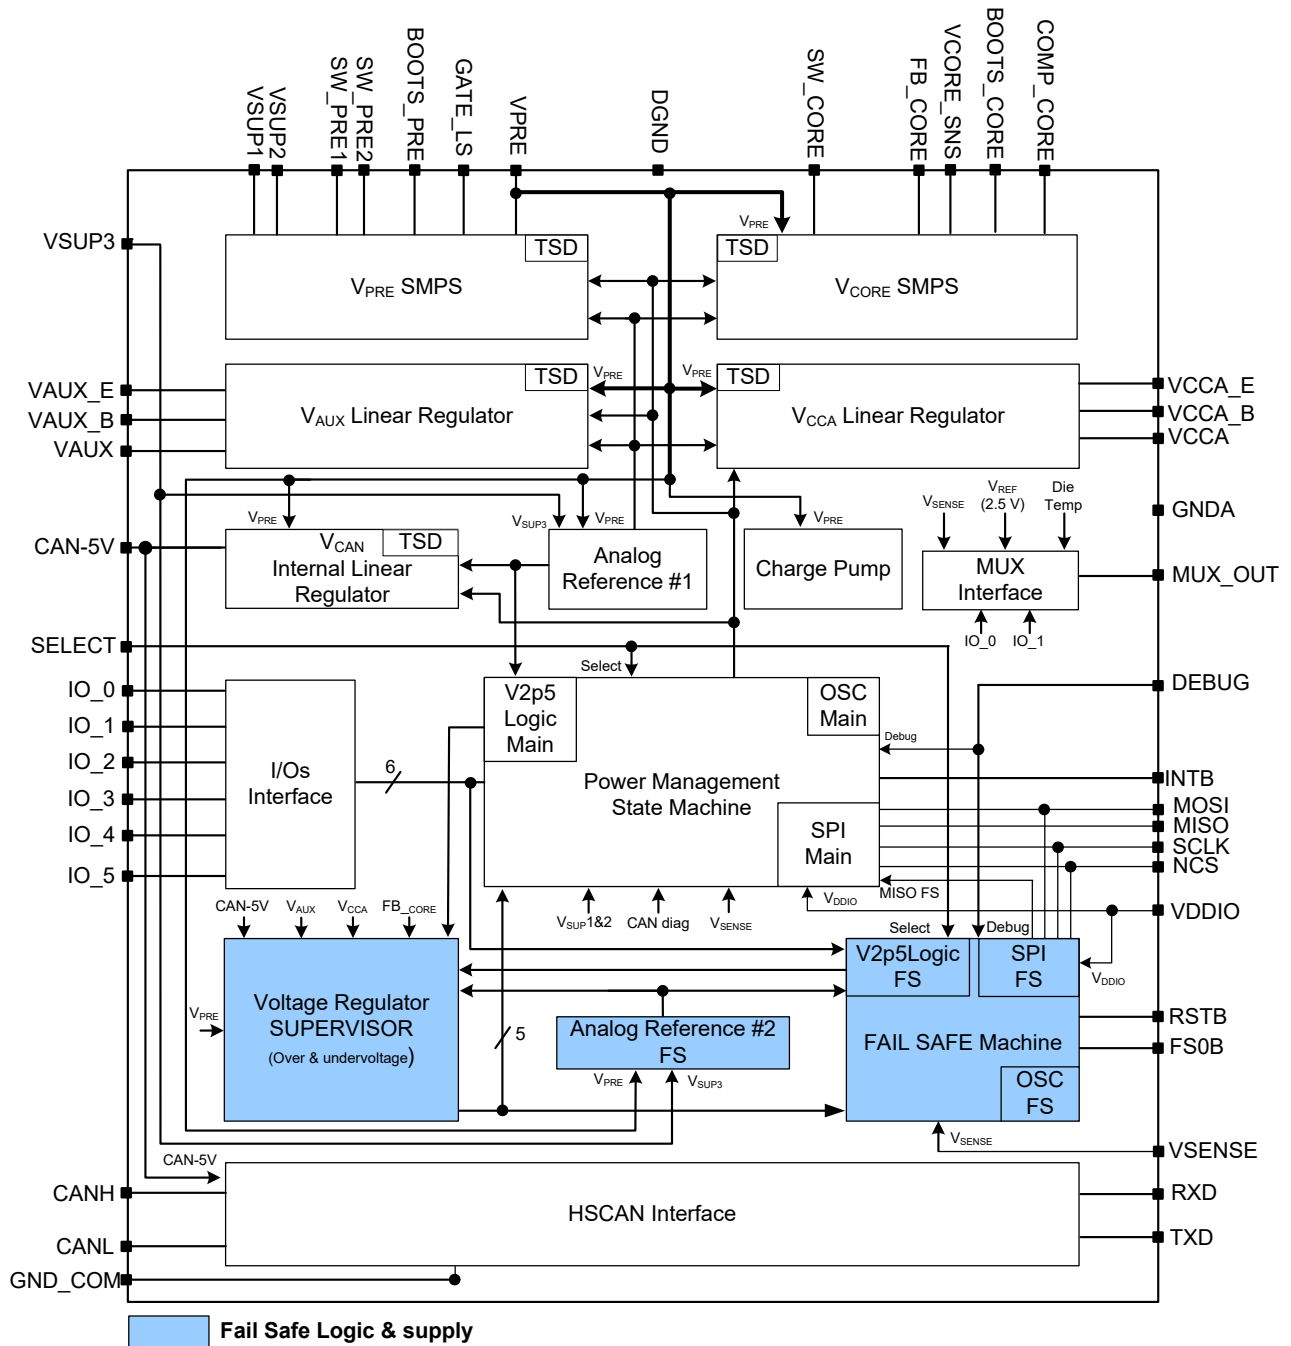 VSUP1
VSUP2
SW_PRE1
SW_PRE2
BOOTS_PRE
GATE_LS
VPRE
DGND
SW_CORE
FB_CORE
VCORE_SNS
BOOTS_CORE
COMP_CORE
VSUP3
VPRE SMPS
TSD
VPRE
TSD
VCORE SMPS
VAUX_E
VAUX_B
VAUX
TSD
VAUX Linear Regulator
VPRE
VPRE
TSD
VCCA Linear Regulator
VCCA_E
VCCA_B
VCCA
VPRE
VSUP3
VPRE
VPRE
VSENSE
VREF
(2.5 V)
Die
Temp
GNDA
CAN-5V
VCAN
TSD
Internal Linear
Regulator
Analog
Reference #1
Charge Pump
MUX
Interface
MUX_OUT
IO_0
IO_1
SELECT
Select
IO_0
IO_1
IO_2
IO_3
IO_4
IO_5
I/Os
Interface
6
V2p5
Logic
Main
OSC
Main
Power Management
State Machine
SPI
Main
Debug
DEBUG
INTB
MOSI
MISO
SCLK
NCS
MISO FS
VDDIO
VDDIO
CAN-5V
VAUX
VCCA
FB_CORE
VSUP1&2
CAN diag
VSENSE
Select
Debug
VPRE
Voltage Regulator
SUPERVISOR
(Over & undervoltage)
5
Analog Reference #2
FS
VPRE
VSUP3
V2p5Logic
FS
SPI
FS
VDDIO
FAIL SAFE Machine
OSC
FS
RSTB
FS0B
VSENSE
VSENSE
CAN-5V
CANH
CANL
GND_COM
HSCAN Interface
RXD
TXD
Fail Safe Logic & supply